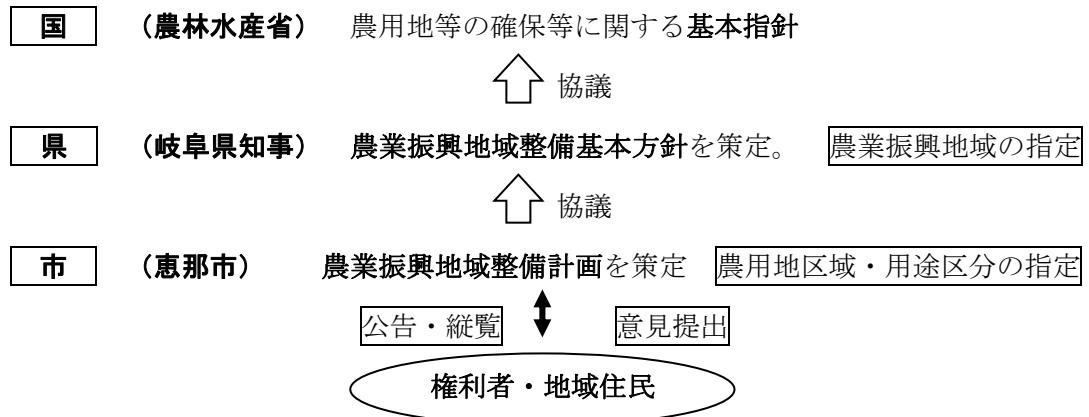 国 （農林水産省） 農用地等の確保等に関する基本指針
協議
県 （岐阜県知事） 農業振興地域整備基本方針を策定。 農業振興地域の指定
協議
市 （恵那市） 農業振興地域整備計画を策定 農用地区域・用途区分の指定
公告・縦覧 意見提出
権利者・地域住民